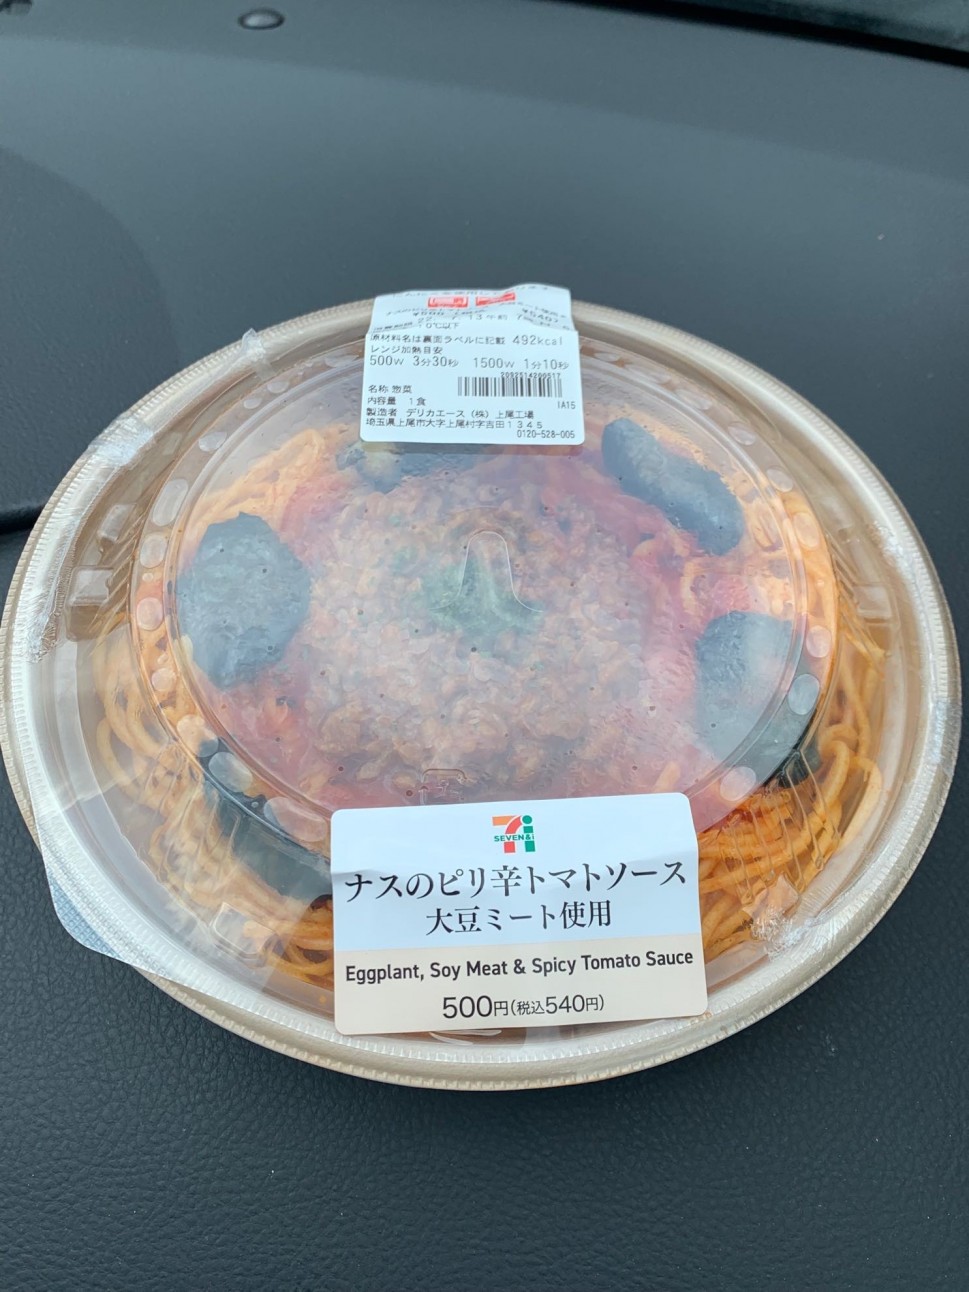 原材料名は裏面ラベルに記載 492kcal
レンジ加熱目安
500W 3分30秒 1500W 1分10秒
名称 惣菜
内容量 1食
IA15
製造者 デリカエース(株)上尾工場
埼玉県上尾市大字上尾村字吉田1345
0120-528-005
SEVEN&i
ナスのピリ辛トマトソース
大豆ミート使用
Eggplant, Soy Meat & Spicy Tomato Sauce
500円(税込540円)